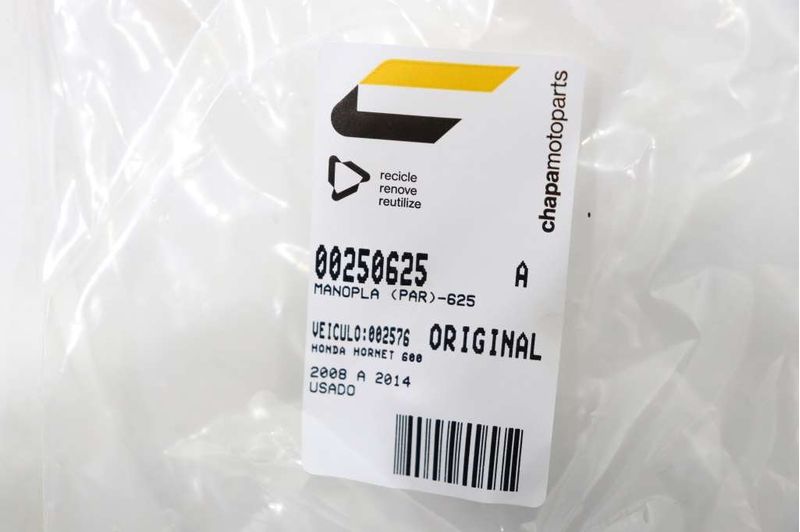 chapamotoparts
recicle
renove
reutilize
00250625 A
MANOPLA (PAR)-625
VEICULO:002576 ORIGINAL
HONDA HORNET 600
2008 A 2014
USADO